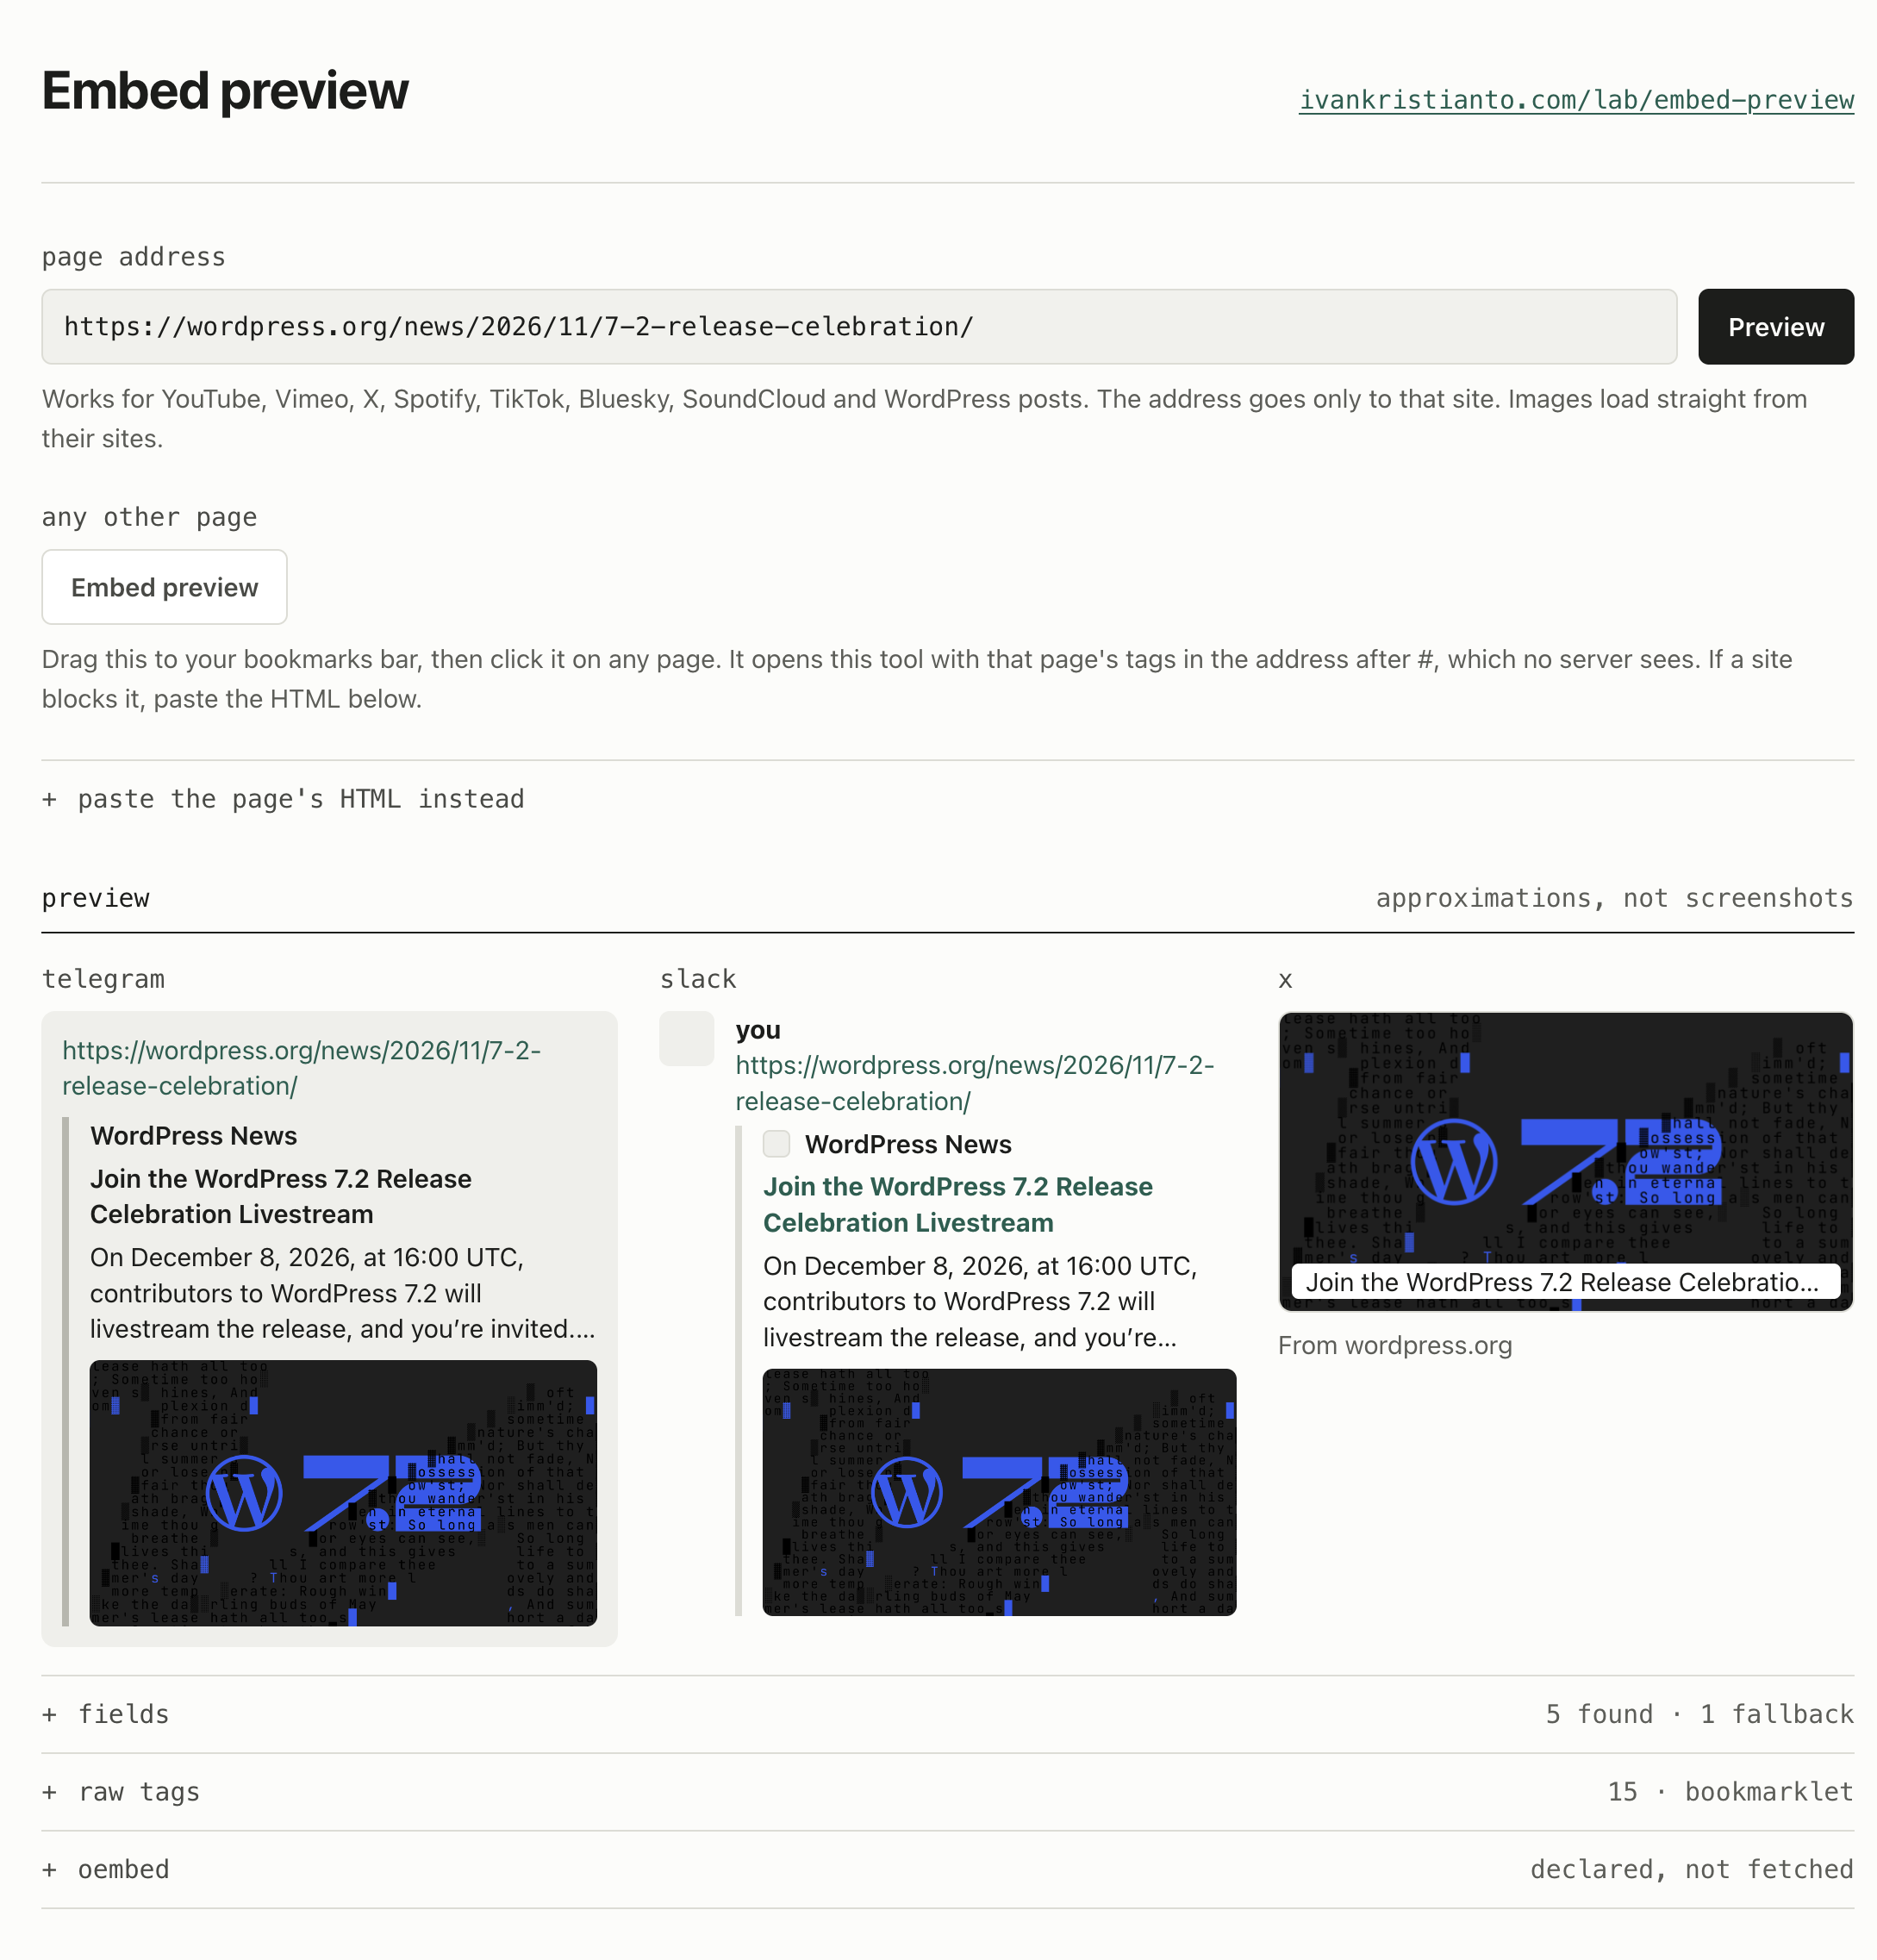 Embed preview
ivankristianto.com/lab/embed-preview
page address
https://wordpress.org/news/2026/11/7-2-release-celebration/
Preview
Works for YouTube, Vimeo, X, Spotify, TikTok, Bluesky, SoundCloud and WordPress posts. The address goes only to that site. Images load straight from
their sites.
any other page
Embed preview
Drag this to your bookmarks bar, then click it on any page. It opens this tool with that page's tags in the address after #, which no server sees. If a site
blocks it, paste the HTML below.
+ paste the page's HTML instead
preview
approximations, not screenshots
telegram
https://wordpress.org/news/2026/11/7-2-
release-celebration/
WordPress News
Join the WordPress 7.2 Release
Celebration Livestream
On December 8, 2026, at 16:00 UTC,
contributors to WordPress 7.2 will
livestream the release, and you’re invited....
7.2
slack
you
https://wordpress.org/news/2026/11/7-2-
release-celebration/
WordPress News
Join the WordPress 7.2 Release
Celebration Livestream
On December 8, 2026, at 16:00 UTC,
contributors to WordPress 7.2 will
livestream the release, and you’re...
7.2
x
7.2
Join the WordPress 7.2 Release Celebratio...
From wordpress.org
+ fields
5 found · 1 fallback
+ raw tags
15 · bookmarklet
+ oembed
declared, not fetched